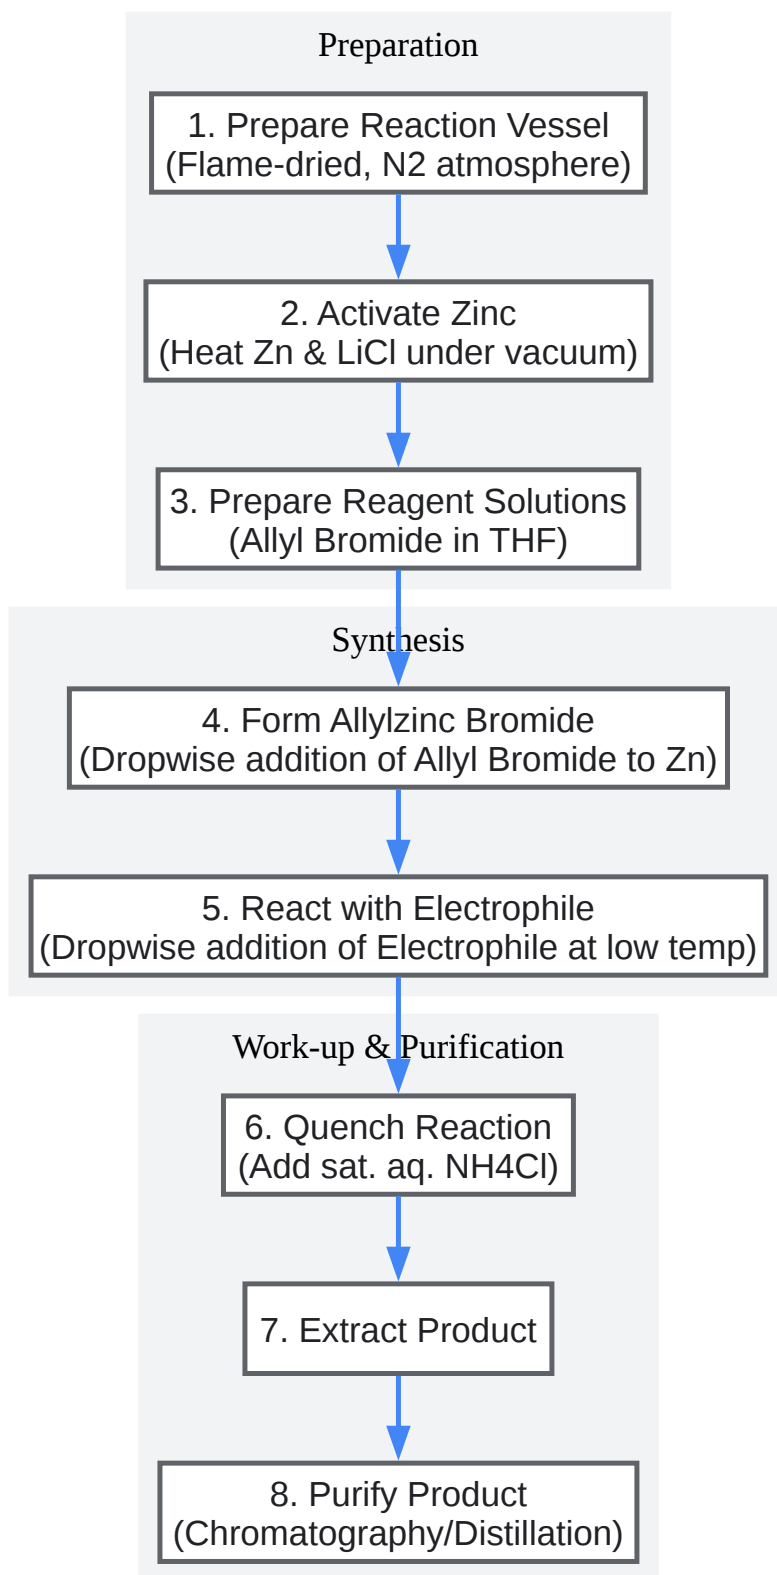 Preparation
1. Prepare Reaction Vessel
(Flame-dried, N2 atmosphere)
2. Activate Zinc
(Heat Zn & LiCl under vacuum)
3. Prepare Reagent Solutions
(Allyl Bromide in THF)
Synthesis
4. Form Allylzinc Bromide
(Dropwise addition of Allyl Bromide to Zn)
5. React with Electrophile
(Dropwise addition of Electrophile at low temp)
Work-up & Purification
6. Quench Reaction
(Add sat. aq. NH4Cl)
7. Extract Product
8. Purify Product
(Chromatography/Distillation)